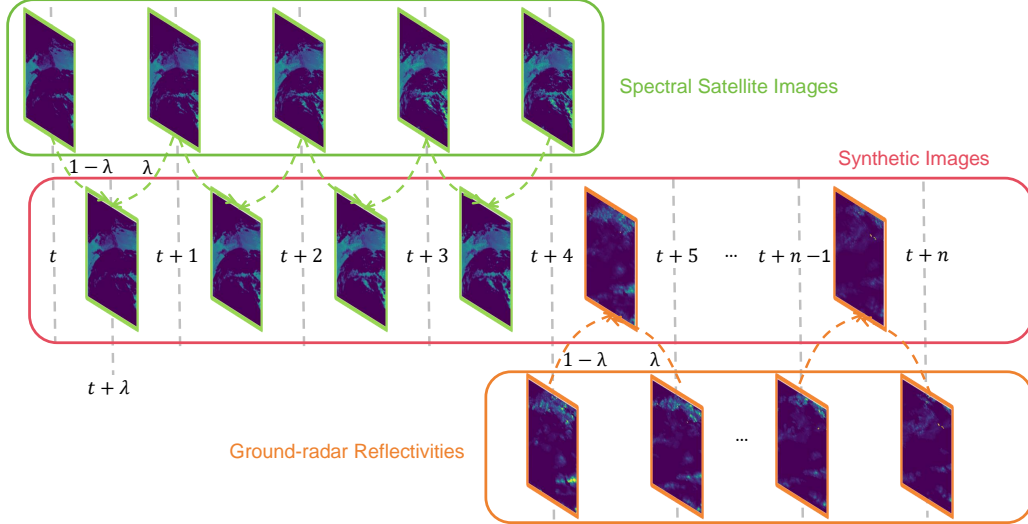 Spectral Satellite Images
1 − λ λ
Synthetic Images
t t + 1 t + 2 t + 3 t + 4 t + 5 ... t + n − 1 t + n
1 − λ λ
t + λ
...
Ground-radar Reflectivities